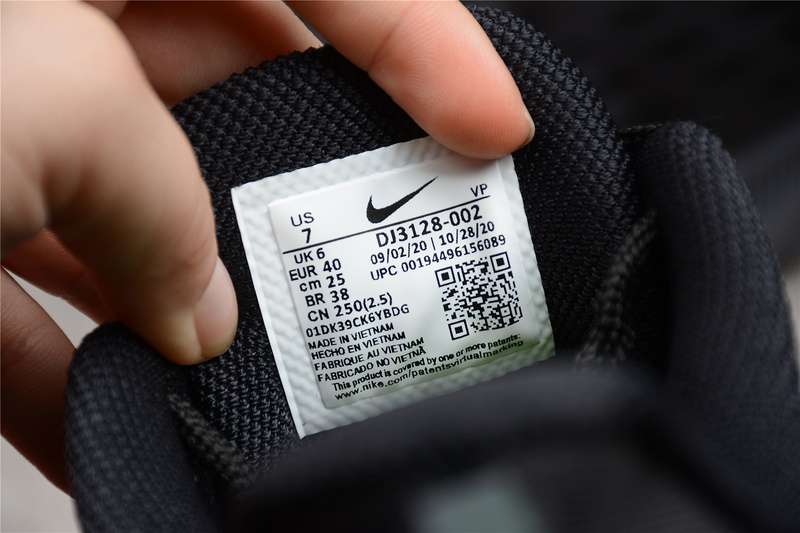 US
7
VP
UK 6
DJ3128-002
EUR 40
09/02/20 | 10/28/20
cm 25
UPC 00194496156089
BR 38
CN 250(2.5)
01DK39CK6YBDG
MADE IN VIETNAM
HECHO EN VIETNAM
FABRIQUE AU VIETNAM
FABRICADO NO VIETNÃ
This product is covered by one or more patents:
www.nike.com/patentsvirtualmarking